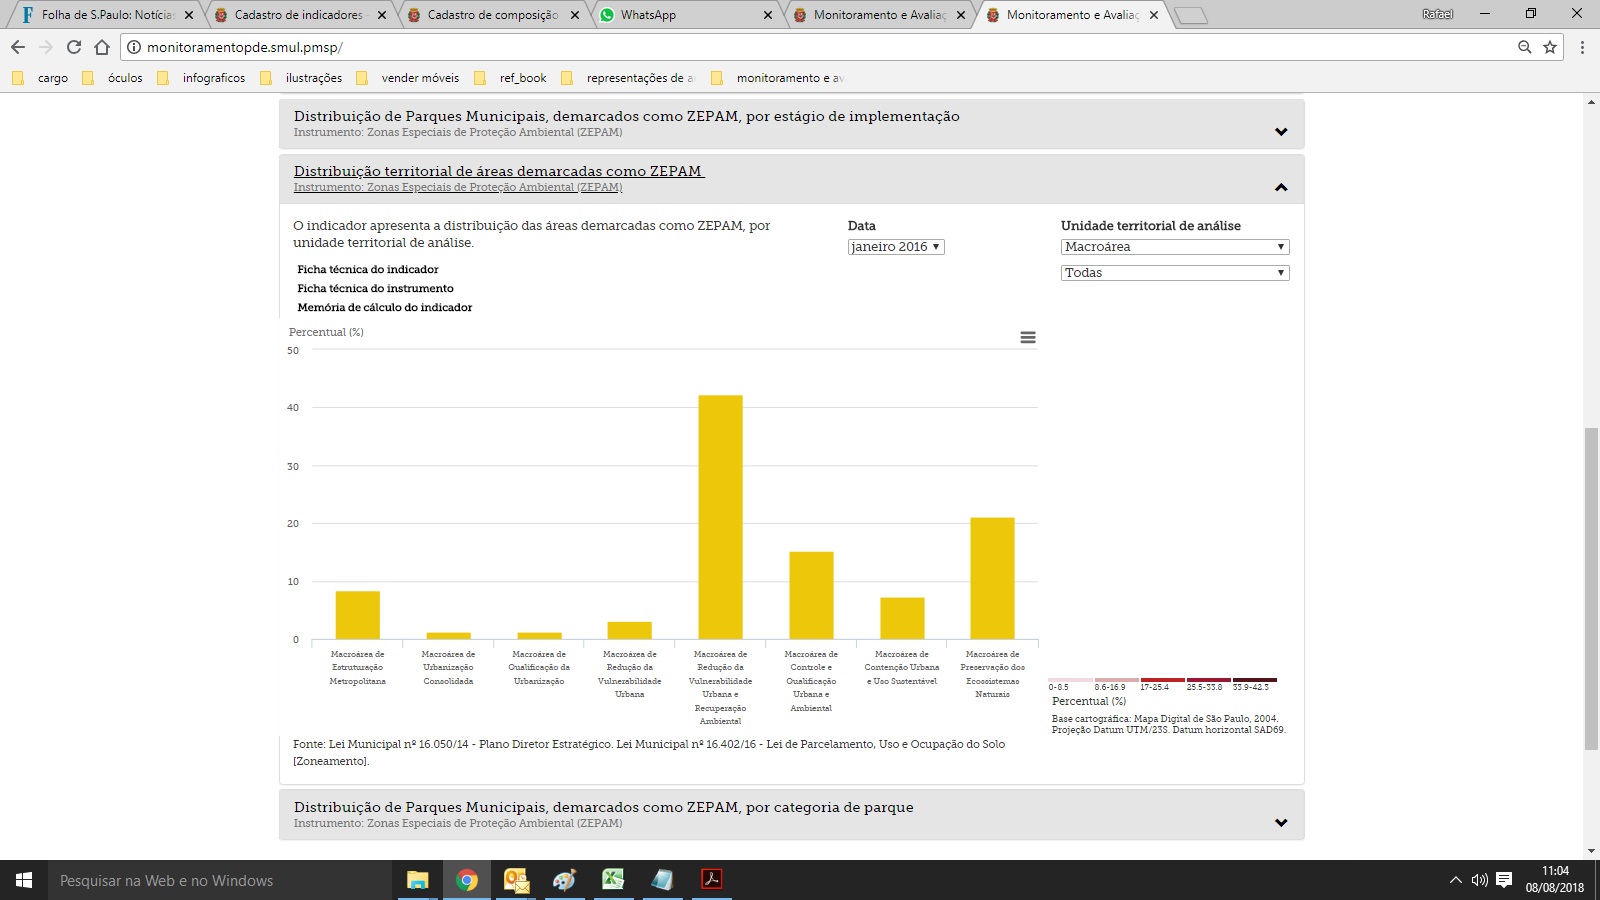 Folha de S.Paulo: Notícias
Cadastro de indicadores
Cadastro de composição
WhatsApp
Monitoramento e Avaliaç
Monitoramento e Avaliaç
Rafael
monitoramentopde.smul.pmsp/
cargo
óculos
infograficos
ilustrações
vender móveis
ref_book
representações de a
monitoramento e av
Distribuição de Parques Municipais, demarcados como ZEPAM, por estágio de implementação
Instrumento: Zonas Especiais de Proteção Ambiental (ZEPAM)
Distribuição territorial de áreas demarcadas como ZEPAM
Instrumento: Zonas Especiais de Proteção Ambiental (ZEPAM)
O indicador apresenta a distribuição das áreas demarcadas como ZEPAM, por
unidade territorial de análise.
Data
janeiro 2016
Unidade territorial de análise
Macroárea
Todas
Ficha técnica do indicador
Ficha técnica do instrumento
Memória de cálculo do indicador
Percentual (%)
50
40
30
20
10
0
Macroárea de
Estruturação
Metropolitana
Macroárea de
Urbanização
Consolidada
Macroárea de
Qualificação da
Urbanização
Macroárea de
Redução da
Vulnerabilidade
Urbana
Macroárea de
Redução da
Vulnerabilidade
Urbana e
Recuperação
Ambiental
Macroárea de
Controle e
Qualificação
Urbana e
Ambiental
Macroárea de
Contenção Urbana
e Uso Sustentável
Macroárea de
Preservação dos
Ecossistemas
Naturais
0-8.5
8.6-16.9
17-25.4
25.5-33.8
33.9-42.3
Percentual (%)
Base cartográfica: Mapa Digital de São Paulo, 2004.
Projeção Datum UTM/23S. Datum horizontal SAD69.
Fonte: Lei Municipal nº 16.050/14 - Plano Diretor Estratégico. Lei Municipal nº 16.402/16 - Lei de Parcelamento, Uso e Ocupação do Solo
[Zoneamento].
Distribuição de Parques Municipais, demarcados como ZEPAM, por categoria de parque
Instrumento: Zonas Especiais de Proteção Ambiental (ZEPAM)
Pesquisar na Web e no Windows
11:04
08/08/2018